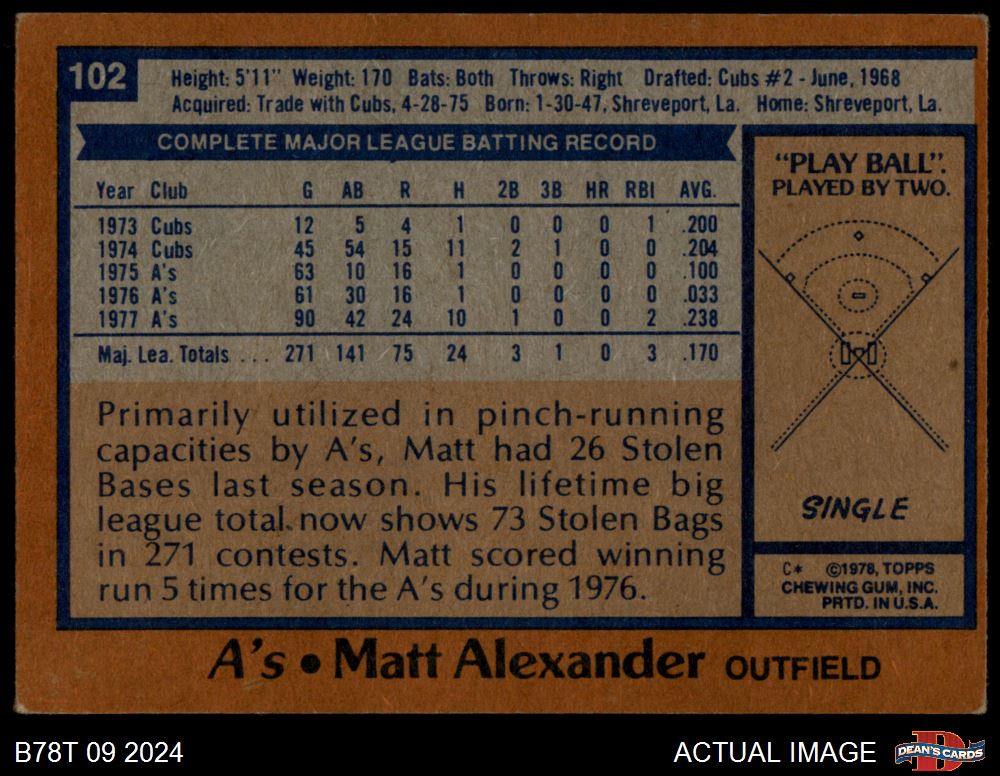 102
Height: 5'11" Weight: 170 Bats: Both Throws: Right Drafted: Cubs #2 - June, 1968
Acquired: Trade with Cubs, 4-28-75 Born: 1-30-47, Shreveport, La. Home: Shreveport, La.
COMPLETE MAJOR LEAGUE BATTING RECORD
Year Club G AB R H 2B 3B HR RBI AVG.
1973 Cubs 12 5 4 1 0 0 0 1 .200
1974 Cubs 45 54 15 11 2 1 0 0 .204
1975 A's 63 10 16 1 0 0 0 0 .100
1976 A's 61 30 16 1 0 0 0 0 .033
1977 A's 90 42 24 10 1 0 0 2 .238
Maj. Lea. Totals ... 271 141 75 24 3 1 0 3 .170
Primarily utilized in pinch-running
capacities by A's, Matt had 26 Stolen
Bases last season. His lifetime big
league total now shows 73 Stolen Bags
in 271 contests. Matt scored winning
run 5 times for the A's during 1976.
"PLAY BALL".
PLAYED BY TWO.
SINGLE
C* ©1978, TOPPS
CHEWING GUM, INC.
PRTD. IN U.S.A.
A's • Matt Alexander OUTFIELD
B78T 09 2024
ACTUAL IMAGE
DEAN'S CARDS